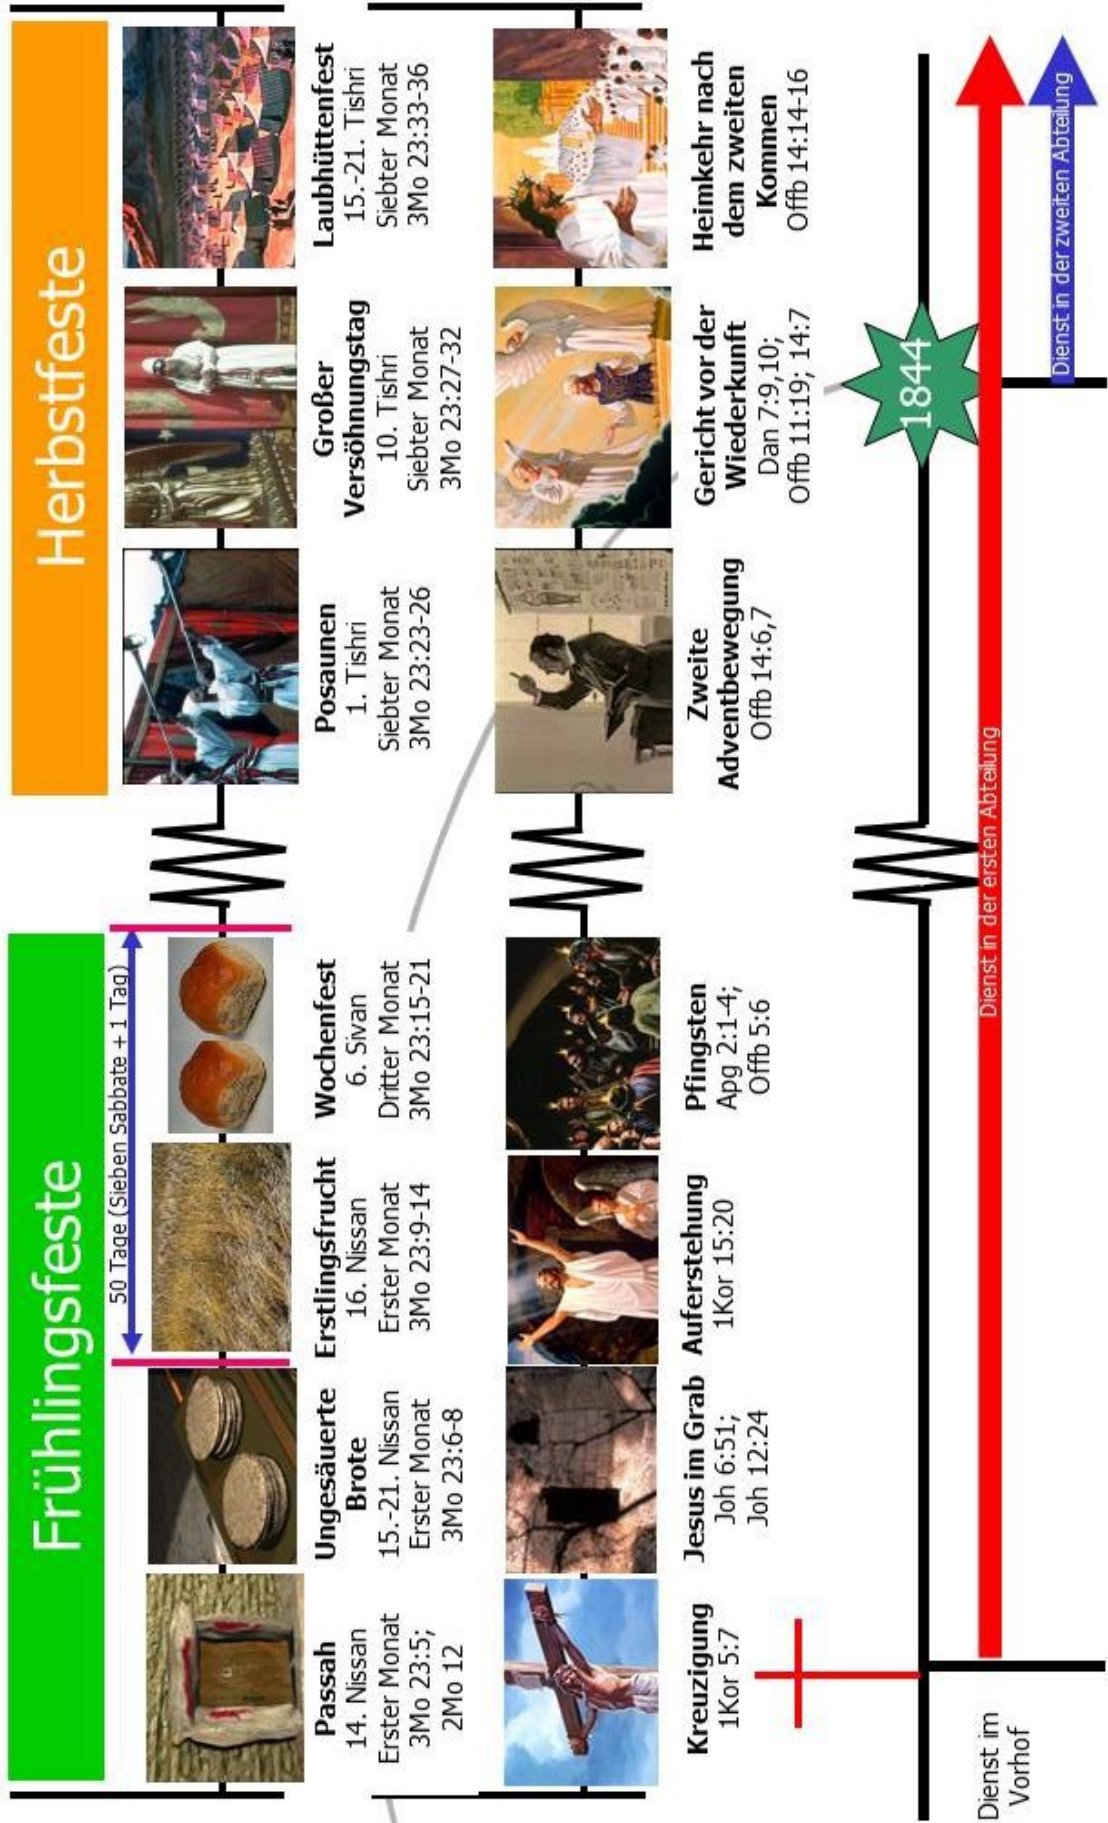 Frühlingsfeste
Herbstfeste
50 Tage (Sieben Sabbate + 1 Tag)
Passah
14. Nissan
Erster Monat
3Mo 23:5;
2Mo 12
Ungesäuerte
Brote
15.-21. Nissan
Erster Monat
3Mo 23:6-8
Erstlingsfrucht
16. Nissan
Erster Monat
3Mo 23:9-14
Wochenfest
6. Sivan
Dritter Monat
3Mo 23:15-21
Posaunen
1. Tishri
Siebter Monat
3Mo 23:23-26
Großer
Versöhnungstag
10. Tishri
Siebter Monat
3Mo 23:27-32
Laubhüttenfest
15.-21. Tishri
Siebter Monat
3Mo 23:33-36
Kreuzigung
1Kor 5:7
Jesus im Grab
Joh 6:51;
Joh 12:24
Auferstehung
1Kor 15:20
Pfingsten
Apg 2:1-4;
Offb 5:6
Zweite
Adventbewegung
Offb 14:6,7
Gericht vor der
Wiederkunft
Dan 7:9,10;
Offb 11:19; 14:7
Heimkehr nach
dem zweiten
Kommen
Offb 14:14-16
1844
Dienst im
Vorhof
Dienst in der ersten Abteilung
Dienst in der zweiten Abteilung